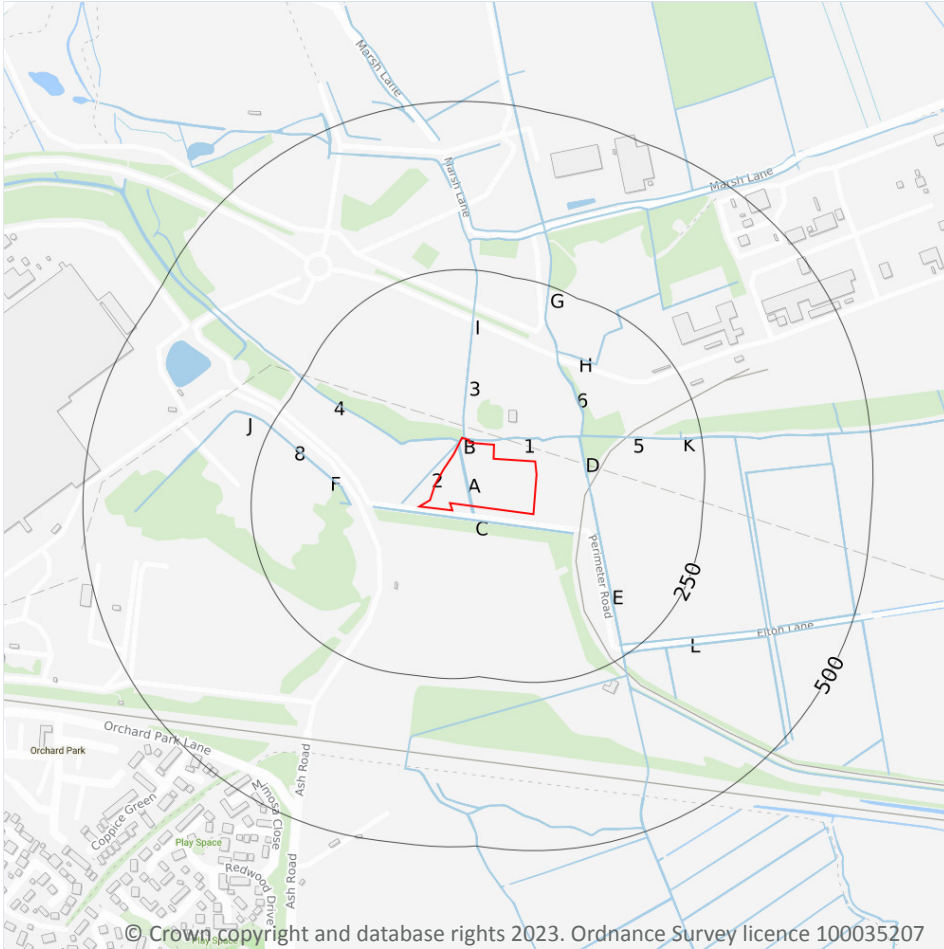 Marsh Lane
Marsh Lane
Marsh Lane
G
I
H
3
6
4
J
B
1
5
K
8
D
F
2
A
C
Perimeter Road
250
E
Elton Lane
L
500
Orchard Park Lane
Orchard Park
Ash Road
Mimosa Close
Coppice Green
Play Space
Redwood Drive
Ash Road
Play Space
© Crown copyright and database rights 2023. Ordnance Survey licence 100035207